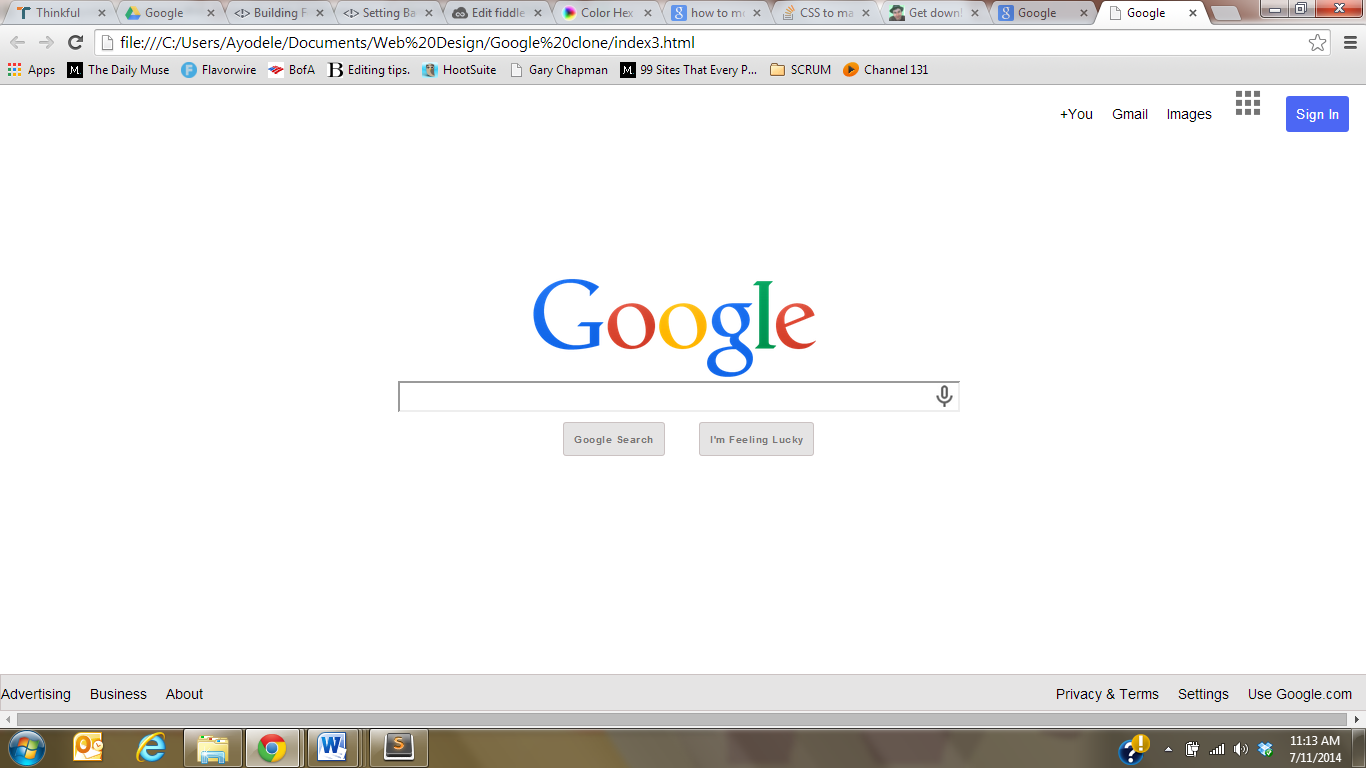 Thinkful Google Building F Setting Ba Edit fiddle Color Hex how to mo CSS to ma Get downl Google Google
file:///C:/Users/Ayodele/Documents/Web%20Design/Google%20clone/index3.html
Apps The Daily Muse Flavorwire BofA Editing tips. HootSuite Gary Chapman 99 Sites That Every P... SCRUM Channel 131
+You Gmail Images Sign In
Google
Google Search I'm Feeling Lucky
Advertising Business About Privacy & Terms Settings Use Google.com
11:13 AM
7/11/2014